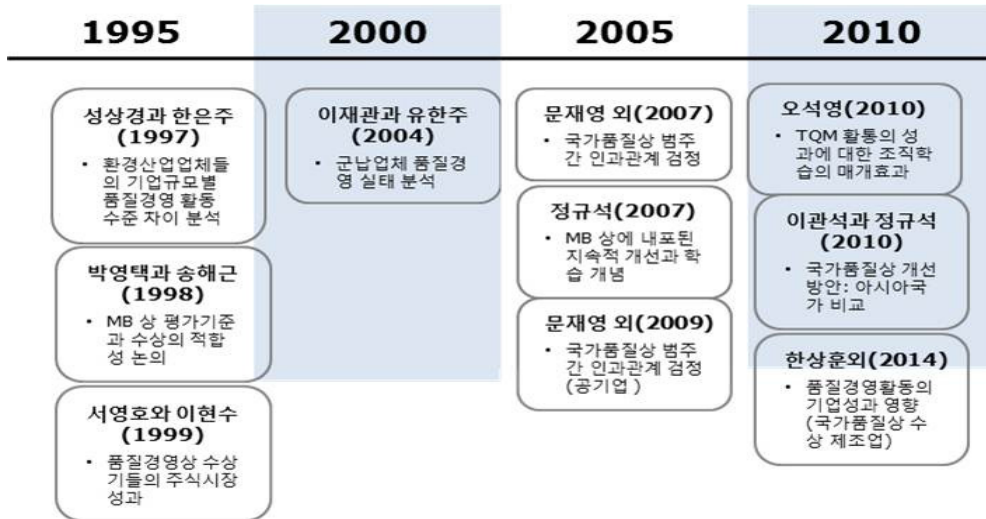 1995
2000
2005
2010
성상경과 한은주
(1997)
• 환경산업업체들
의 기업규모별
품질경영 활동
수준 차이 분석
박영택과 송해근
(1998)
• MB 상 평가기준
과 수상의 적합
성 논의
서영호와 이현수
(1999)
• 품질경영상 수상
기들의 주식시장
성과
이재관과 유한주
(2004)
• 군납업체 품질경
영 실태 분석
문재영 외(2007)
• 국가품질상 범주
간 인과관계 검정
정규석(2007)
• MB 상에 내포된
지속적 개선과 학
습 개념
문재영 외(2009)
• 국가품질상 범주
간 인과관계 검정
(공기업 )
오석영(2010)
• TQM 활통의 성
과에 대한 조직학
습의 매개효과
이관석과 정규석
(2010)
• 국가품질상 개선
방안: 아시아국
가 비교
한상훈외(2014)
• 품질경영활동의
기업성과 영향
(국가품질상 수
상 제조업)